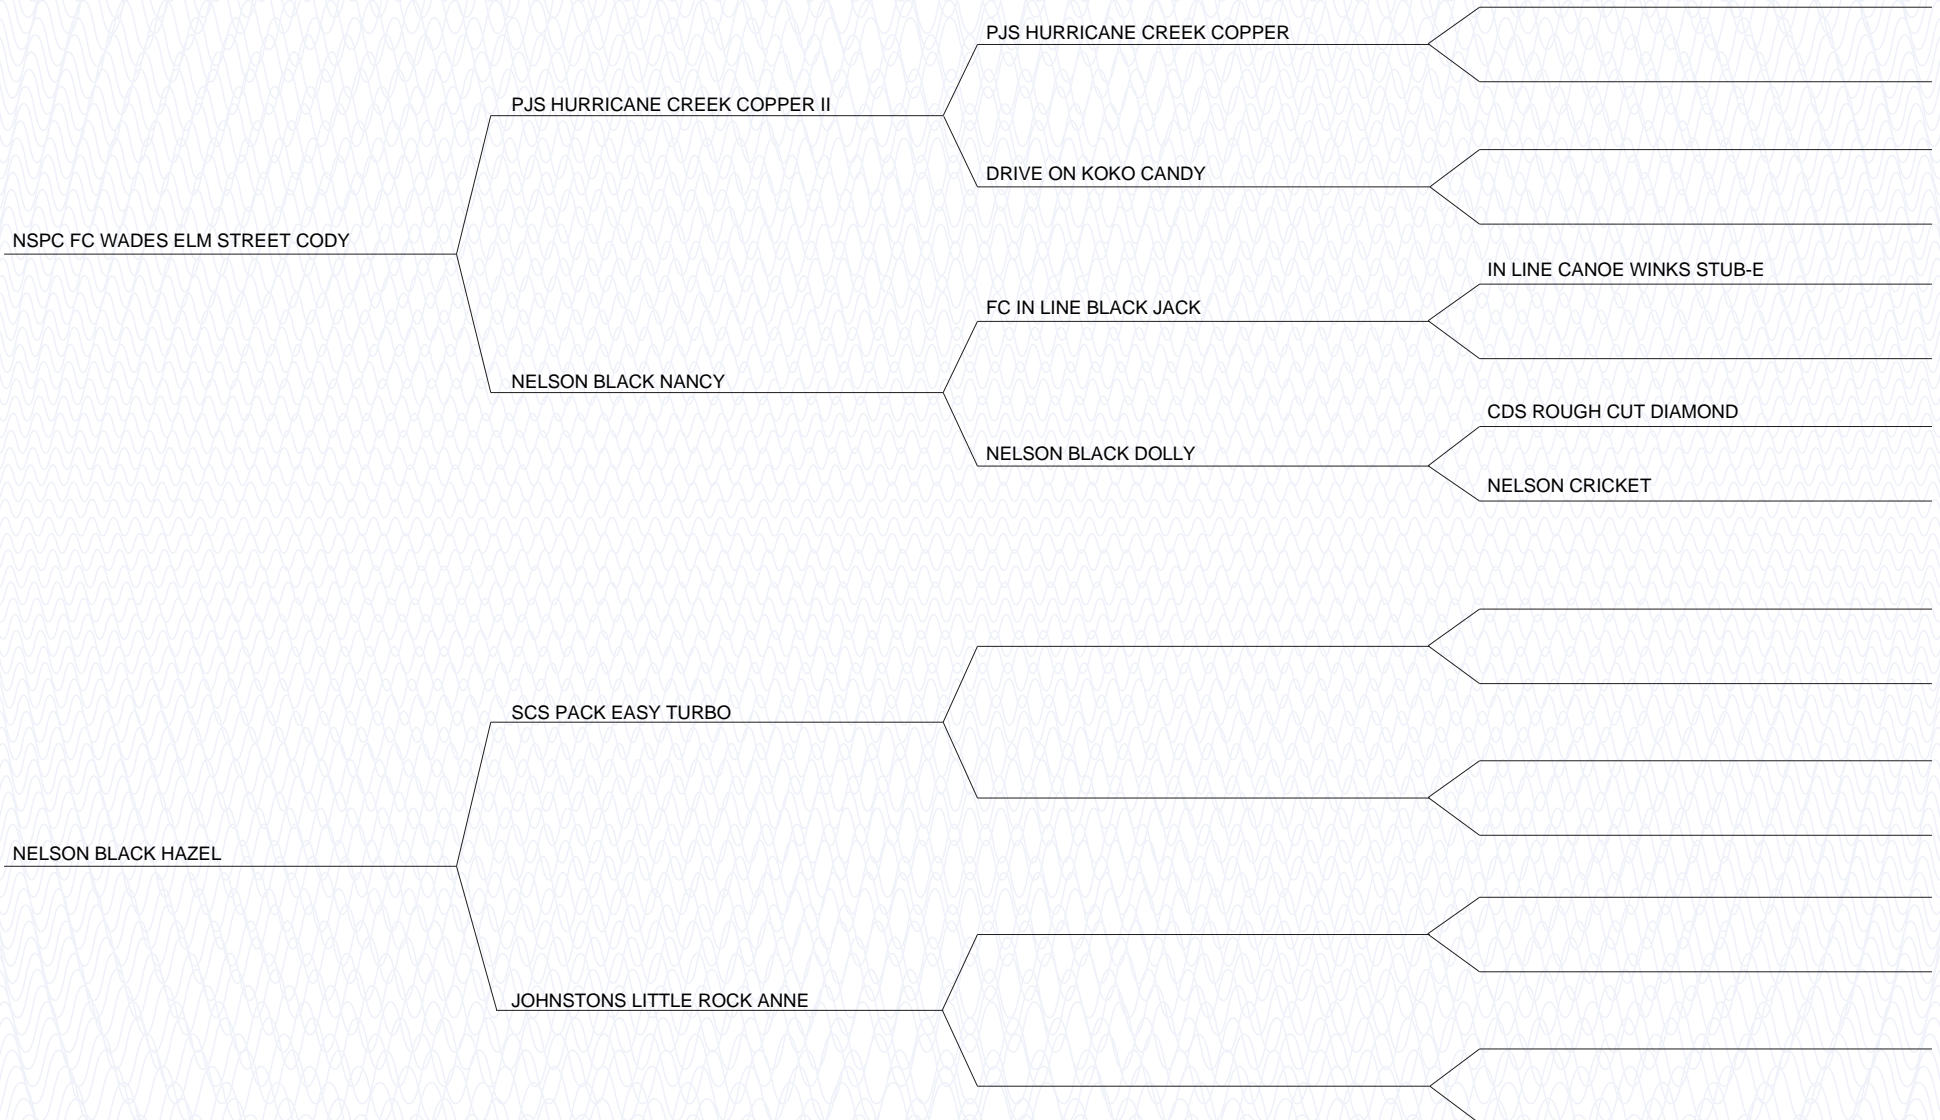 PJS HURRICANE CREEK COPPER
PJS HURRICANE CREEK COPPER II
DRIVE ON KOKO CANDY
NSPC FC WADES ELM STREET CODY
IN LINE CANOE WINKS STUB-E
FC IN LINE BLACK JACK
NELSON BLACK NANCY
CDS ROUGH CUT DIAMOND
NELSON BLACK DOLLY
NELSON CRICKET
SCS PACK EASY TURBO
NELSON BLACK HAZEL
JOHNSTONS LITTLE ROCK ANNE